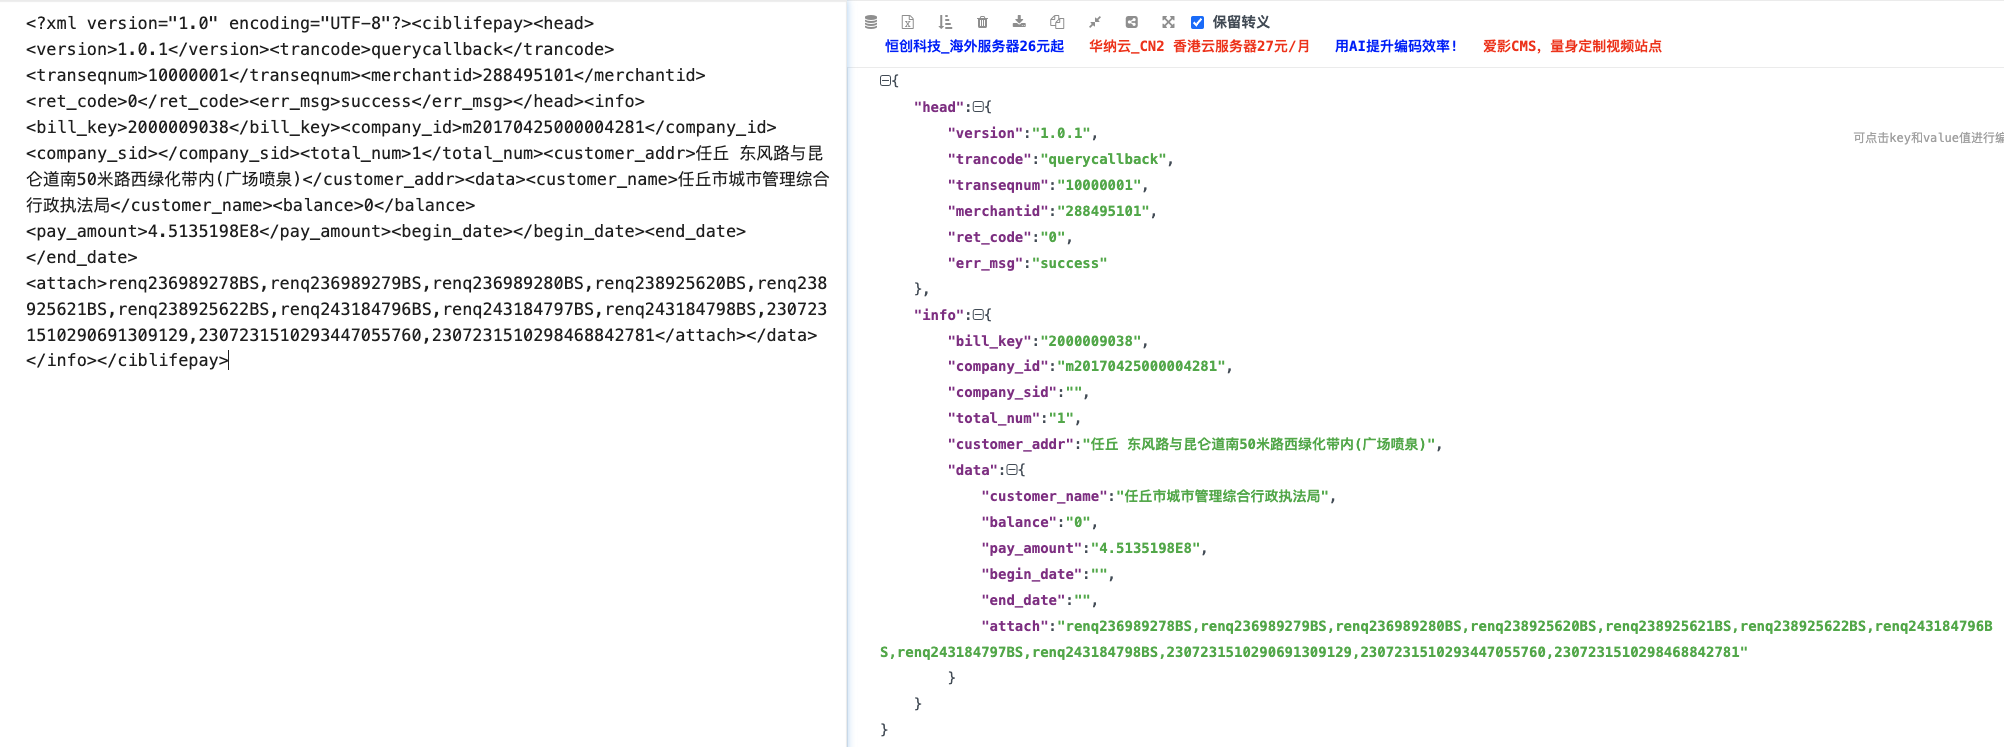 <?xml version="1.0" encoding="UTF-8"?><ciblifepay><head>
<version>1.0.1</version><trancode>querycallback</trancode>
<transeqnum>10000001</transeqnum><merchantid>288495101</merchantid>
<ret_code>0</ret_code><err_msg>success</err_msg></head><info>
<bill_key>2000009038</bill_key><company_id>m20170425000004281</company_id>
<company_sid></company_sid><total_num>1</total_num><customer_addr>任丘 东风路与昆
仑道南50米路西绿化带内(广场喷泉)</customer_addr><data><customer_name>任丘市城市管理综合
行政执法局</customer_name><balance>0</balance>
<pay_amount>4.5135198E8</pay_amount><begin_date></begin_date><end_date>
</end_date>
<attach>renq236989278BS,renq236989279BS,renq236989280BS,renq238925620BS,renq238
925621BS,renq238925622BS,renq243184796BS,renq243184797BS,renq243184798BS,230723
1510290691309129,2307231510293447055760,2307231510298468842781</attach></data>
</info></ciblifepay>
保留转义
恒创科技_海外服务器26元起 华纳云_CN2 香港云服务器27元/月 用AI提升编码效率! 爱影CMS,量身定制视频站点
可点击key和value值进行编
{
"head":{
"version":"1.0.1",
"trancode":"querycallback",
"transeqnum":"10000001",
"merchantid":"288495101",
"ret_code":"0",
"err_msg":"success"
},
"info":{
"bill_key":"2000009038",
"company_id":"m20170425000004281",
"company_sid":"",
"total_num":"1",
"customer_addr":"任丘 东风路与昆仑道南50米路西绿化带内(广场喷泉)",
"data":{
"customer_name":"任丘市城市管理综合行政执法局",
"balance":"0",
"pay_amount":"4.5135198E8",
"begin_date":"",
"end_date":"",
"attach":"renq236989278BS,renq236989279BS,renq236989280BS,renq238925620BS,renq238925621BS,renq238925622BS,renq243184796B
S,renq243184797BS,renq243184798BS,2307231510290691309129,2307231510293447055760,2307231510298468842781"
}
}
}